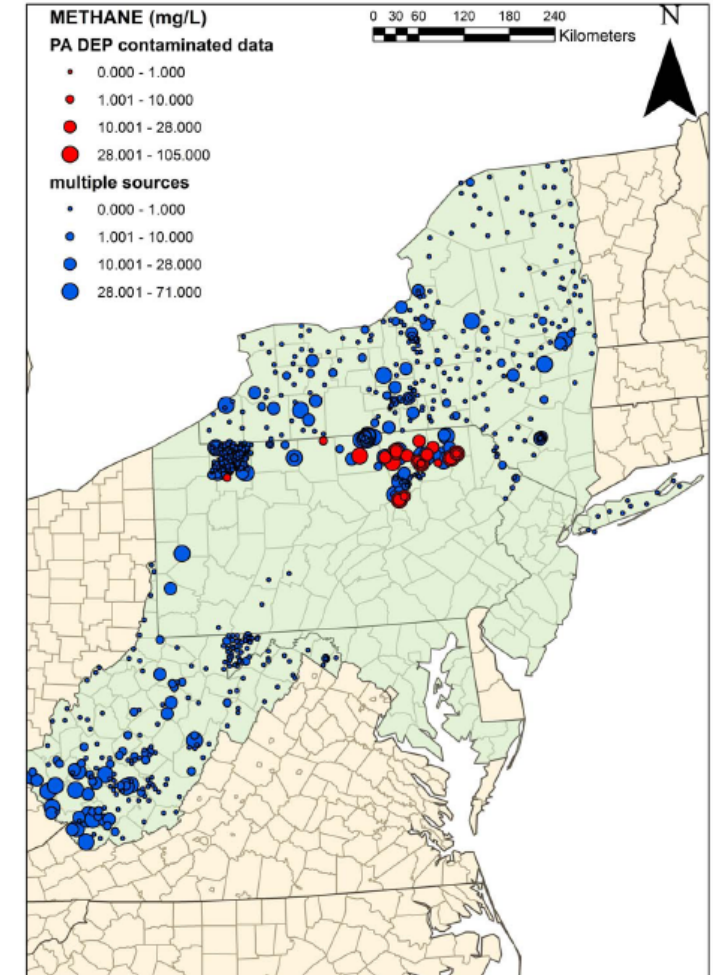 METHANE (mg/L)
PA DEP contaminated data
0.000 - 1.000
1.001 - 10.000
10.001 - 28.000
28.001 - 105.000
multiple sources
0.000 - 1.000
1.001 - 10.000
10.001 - 28.000
28.001 - 71.000
0 30 60 120 180 240
Kilometers
N